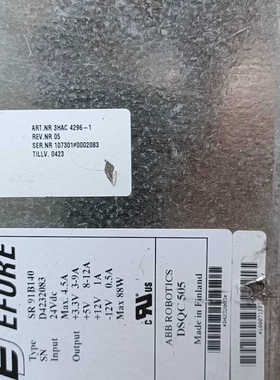 ART.NR 3HAC 4296-1
REV.NR 05
SER.NR 107301#0002083
TILLV. 0423
EFORE
Type SR 91B140
SR D4232083
Input 24Vdc Max. 4.5A
Output +3.3V 3-9A
+5V 8-12A
+12V 1A
-12V 0.5A
Max 88W
ABB ROBOTICS
DSQC 505
Made in Finland